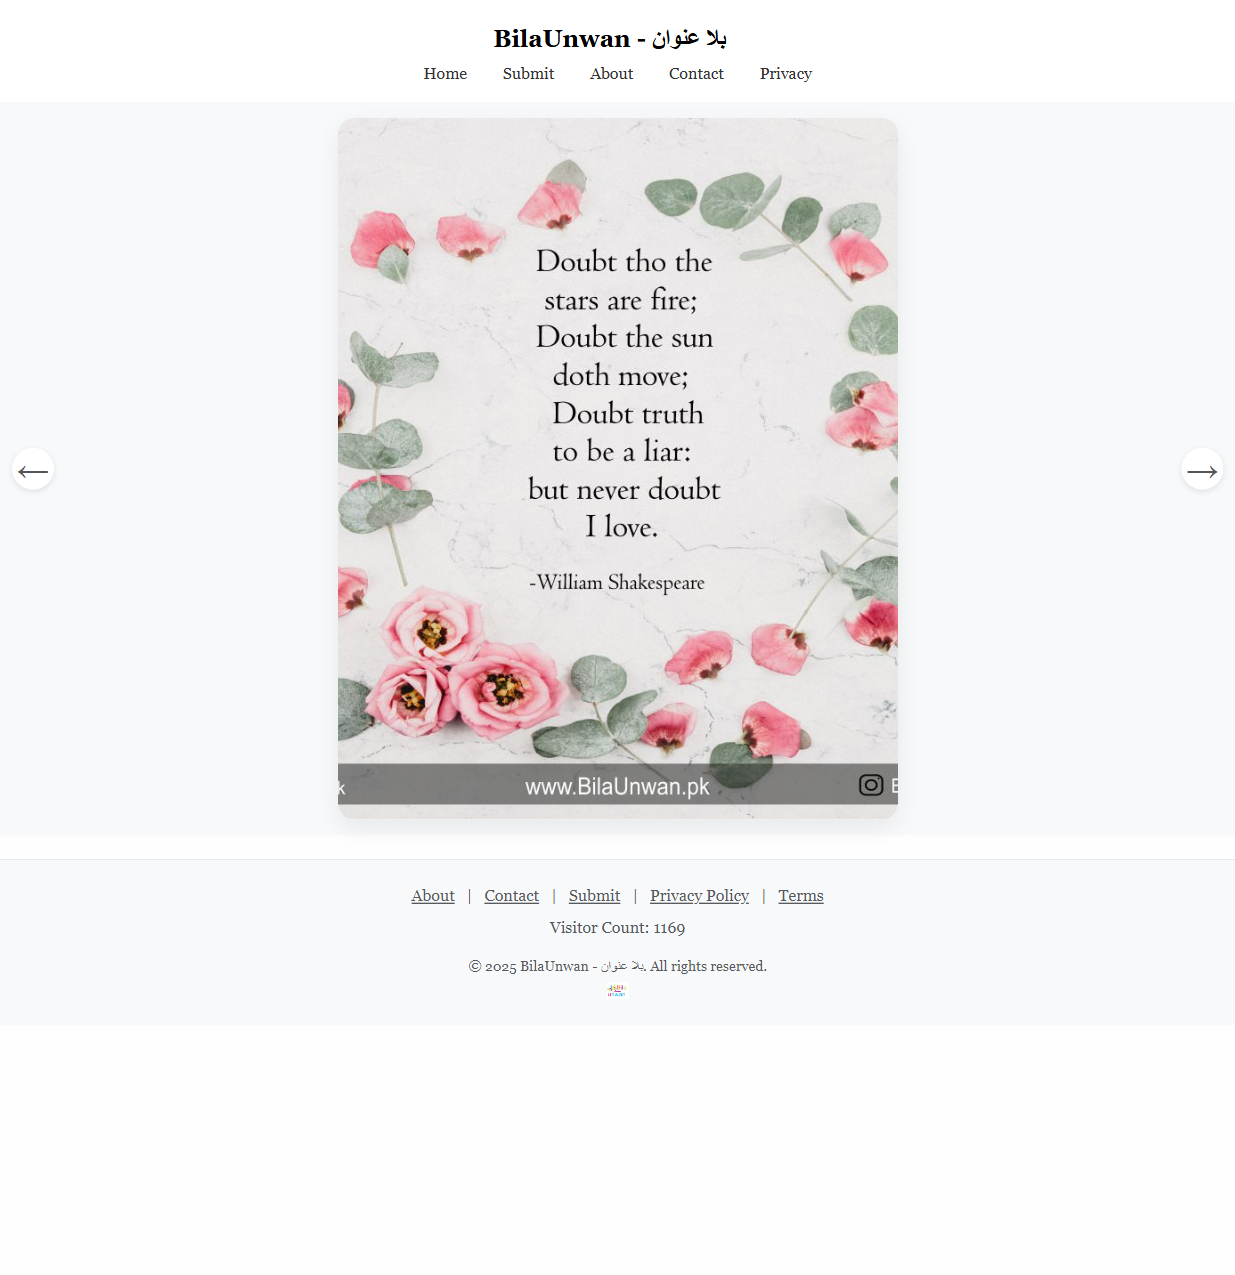 BilaUnwan - بلا عنوان
Home Submit About Contact Privacy
Doubt tho the
stars are fire;
Doubt the sun
doth move;
Doubt truth
to be a liar:
but never doubt
I love.
-William Shakespeare
←
→
k www.BilaUnwan.pk
About | Contact | Submit | Privacy Policy | Terms
Visitor Count: 1169
© 2025 BilaUnwan - بلا عنوان. All rights reserved.